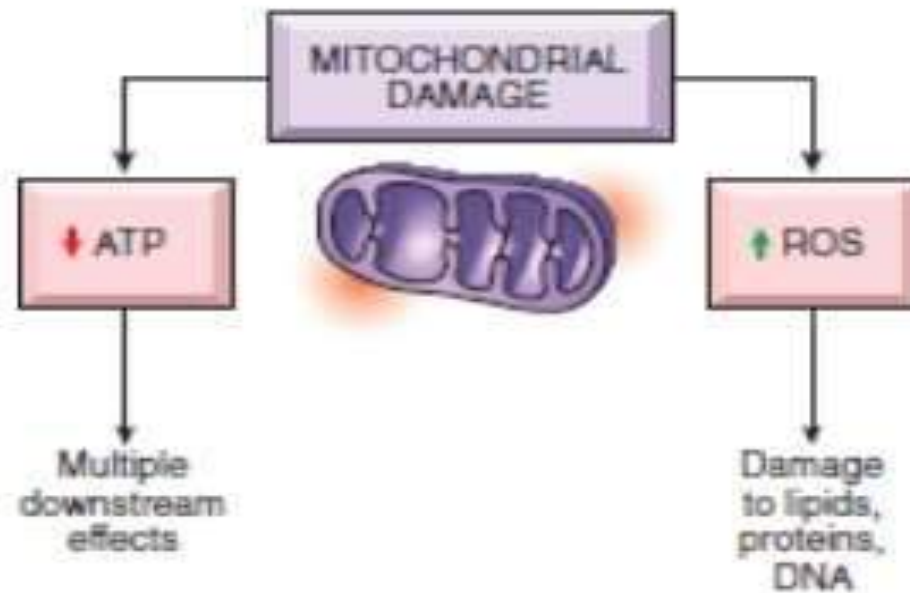 MITOCHONDRIAL
DAMAGE
↓ ATP
↑ ROS
Multiple
downstream
effects
Damage
to lipids,
proteins,
DNA